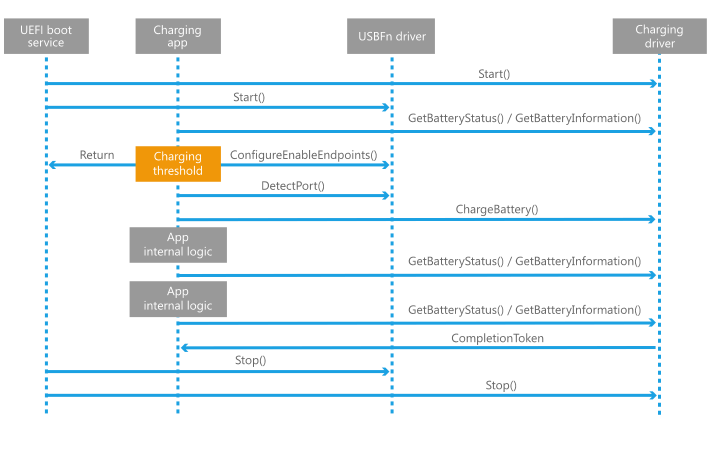 UEFI boot
service
Charging
app
USBFn driver
Charging
driver
Start()
Start()
GetBatteryStatus() / GetBatteryInformation()
Return
Charging
threshold
ConfigureEnableEndpoints()
DetectPort()
ChargeBattery()
App
internal logic
GetBatteryStatus() / GetBatteryInformation()
App
internal logic
GetBatteryStatus() / GetBatteryInformation()
CompletionToken
Stop()
Stop()